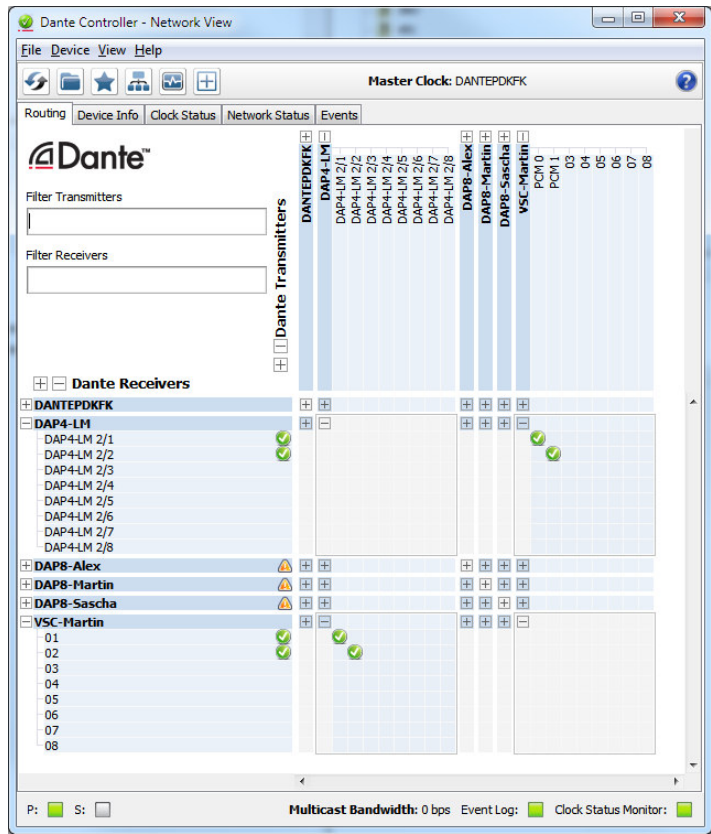 Dante Controller - Network View
File Device View Help
Master Clock: DANTEPDKFK
Routing Device Info Clock Status Network Status Events
Dante™
Filter Transmitters
Filter Receivers
Dante Transmitters
DANTEPDKFK
DAP4-LM
DAP4-LM 2/1
DAP4-LM 2/2
DAP4-LM 2/3
DAP4-LM 2/4
DAP4-LM 2/5
DAP4-LM 2/6
DAP4-LM 2/7
DAP4-LM 2/8
DAP8-Alex
DAP8-Martin
DAP8-Sascha
VSC-Martin
PCM 0
PCM 1
03
04
05
06
07
08
Dante Receivers
DANTEPDKFK
DAP4-LM
DAP4-LM 2/1
DAP4-LM 2/2
DAP4-LM 2/3
DAP4-LM 2/4
DAP4-LM 2/5
DAP4-LM 2/6
DAP4-LM 2/7
DAP4-LM 2/8
DAP8-Alex
DAP8-Martin
DAP8-Sascha
VSC-Martin
01
02
03
04
05
06
07
08
P: S: Multicast Bandwidth: 0 bps Event Log: Clock Status Monitor: